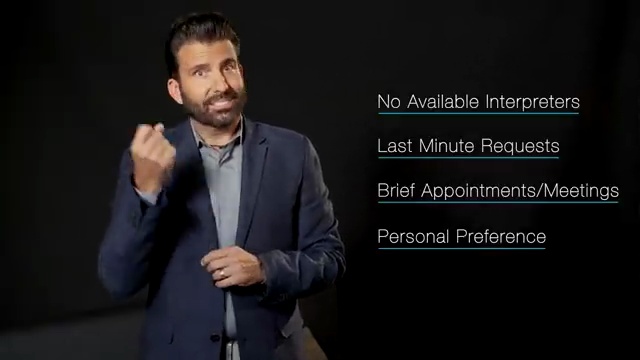 No Available Interpreters
Last Minute Requests
Brief Appointments/Meetings
Personal Preference